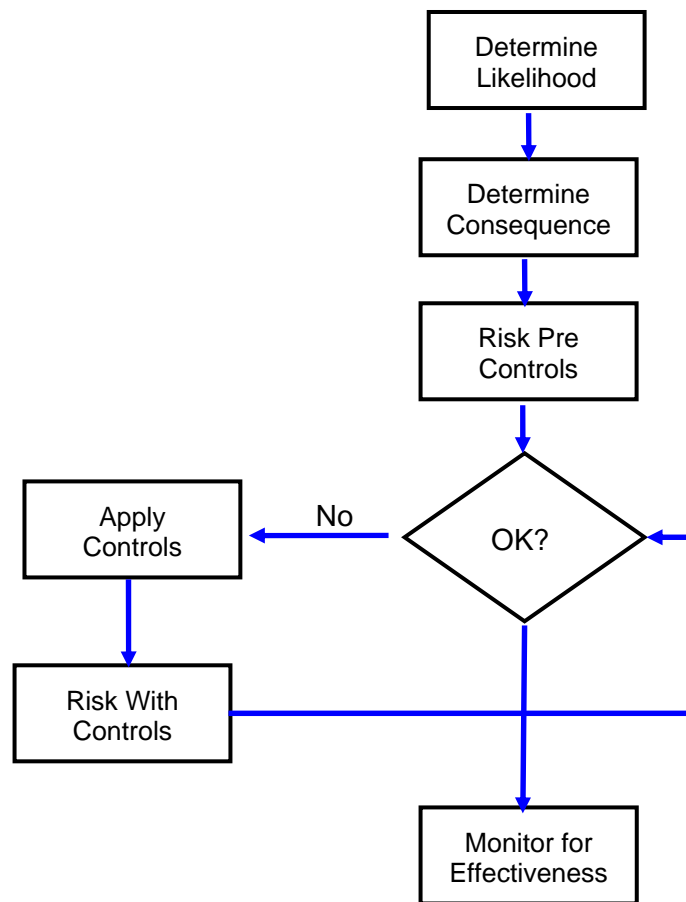 Determine
Likelihood
Determine
Consequence
Risk Pre
Controls
Apply
Controls
No
OK?
Risk With
Controls
Monitor for
Effectiveness